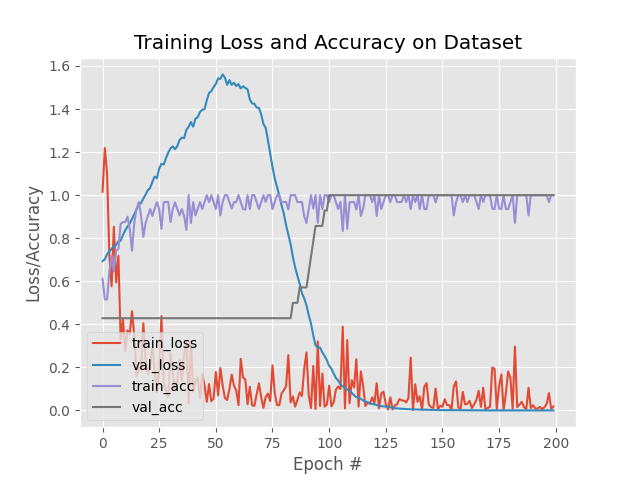 Training Loss and Accuracy on Dataset
1.6
1.4
1.2
1.0
0.8
0.6
0.4
0.2
0.0
Loss/Accuracy
train_loss
val_loss
train_acc
val_acc
0 25 50 75 100 125 150 175 200
Epoch #